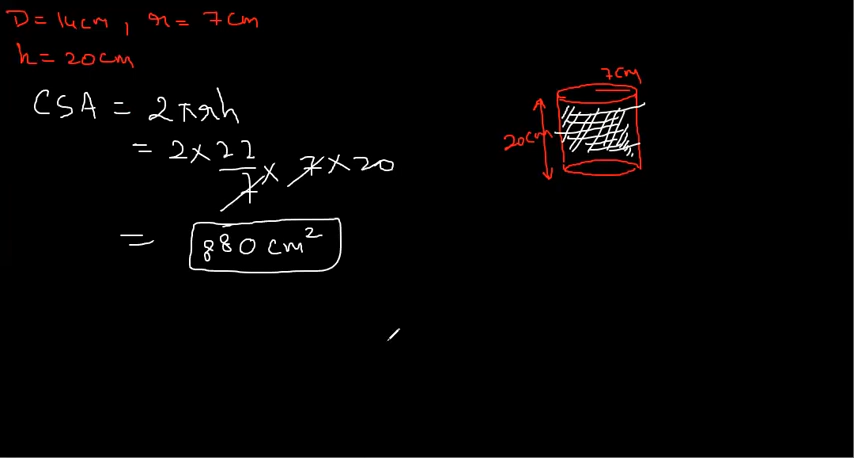 D = 14cm, r = 7cm
h = 20cm
CSA = 2πrh
= 2 × 22/7 × 7 × 20
= 880 cm²
7cm
20cm